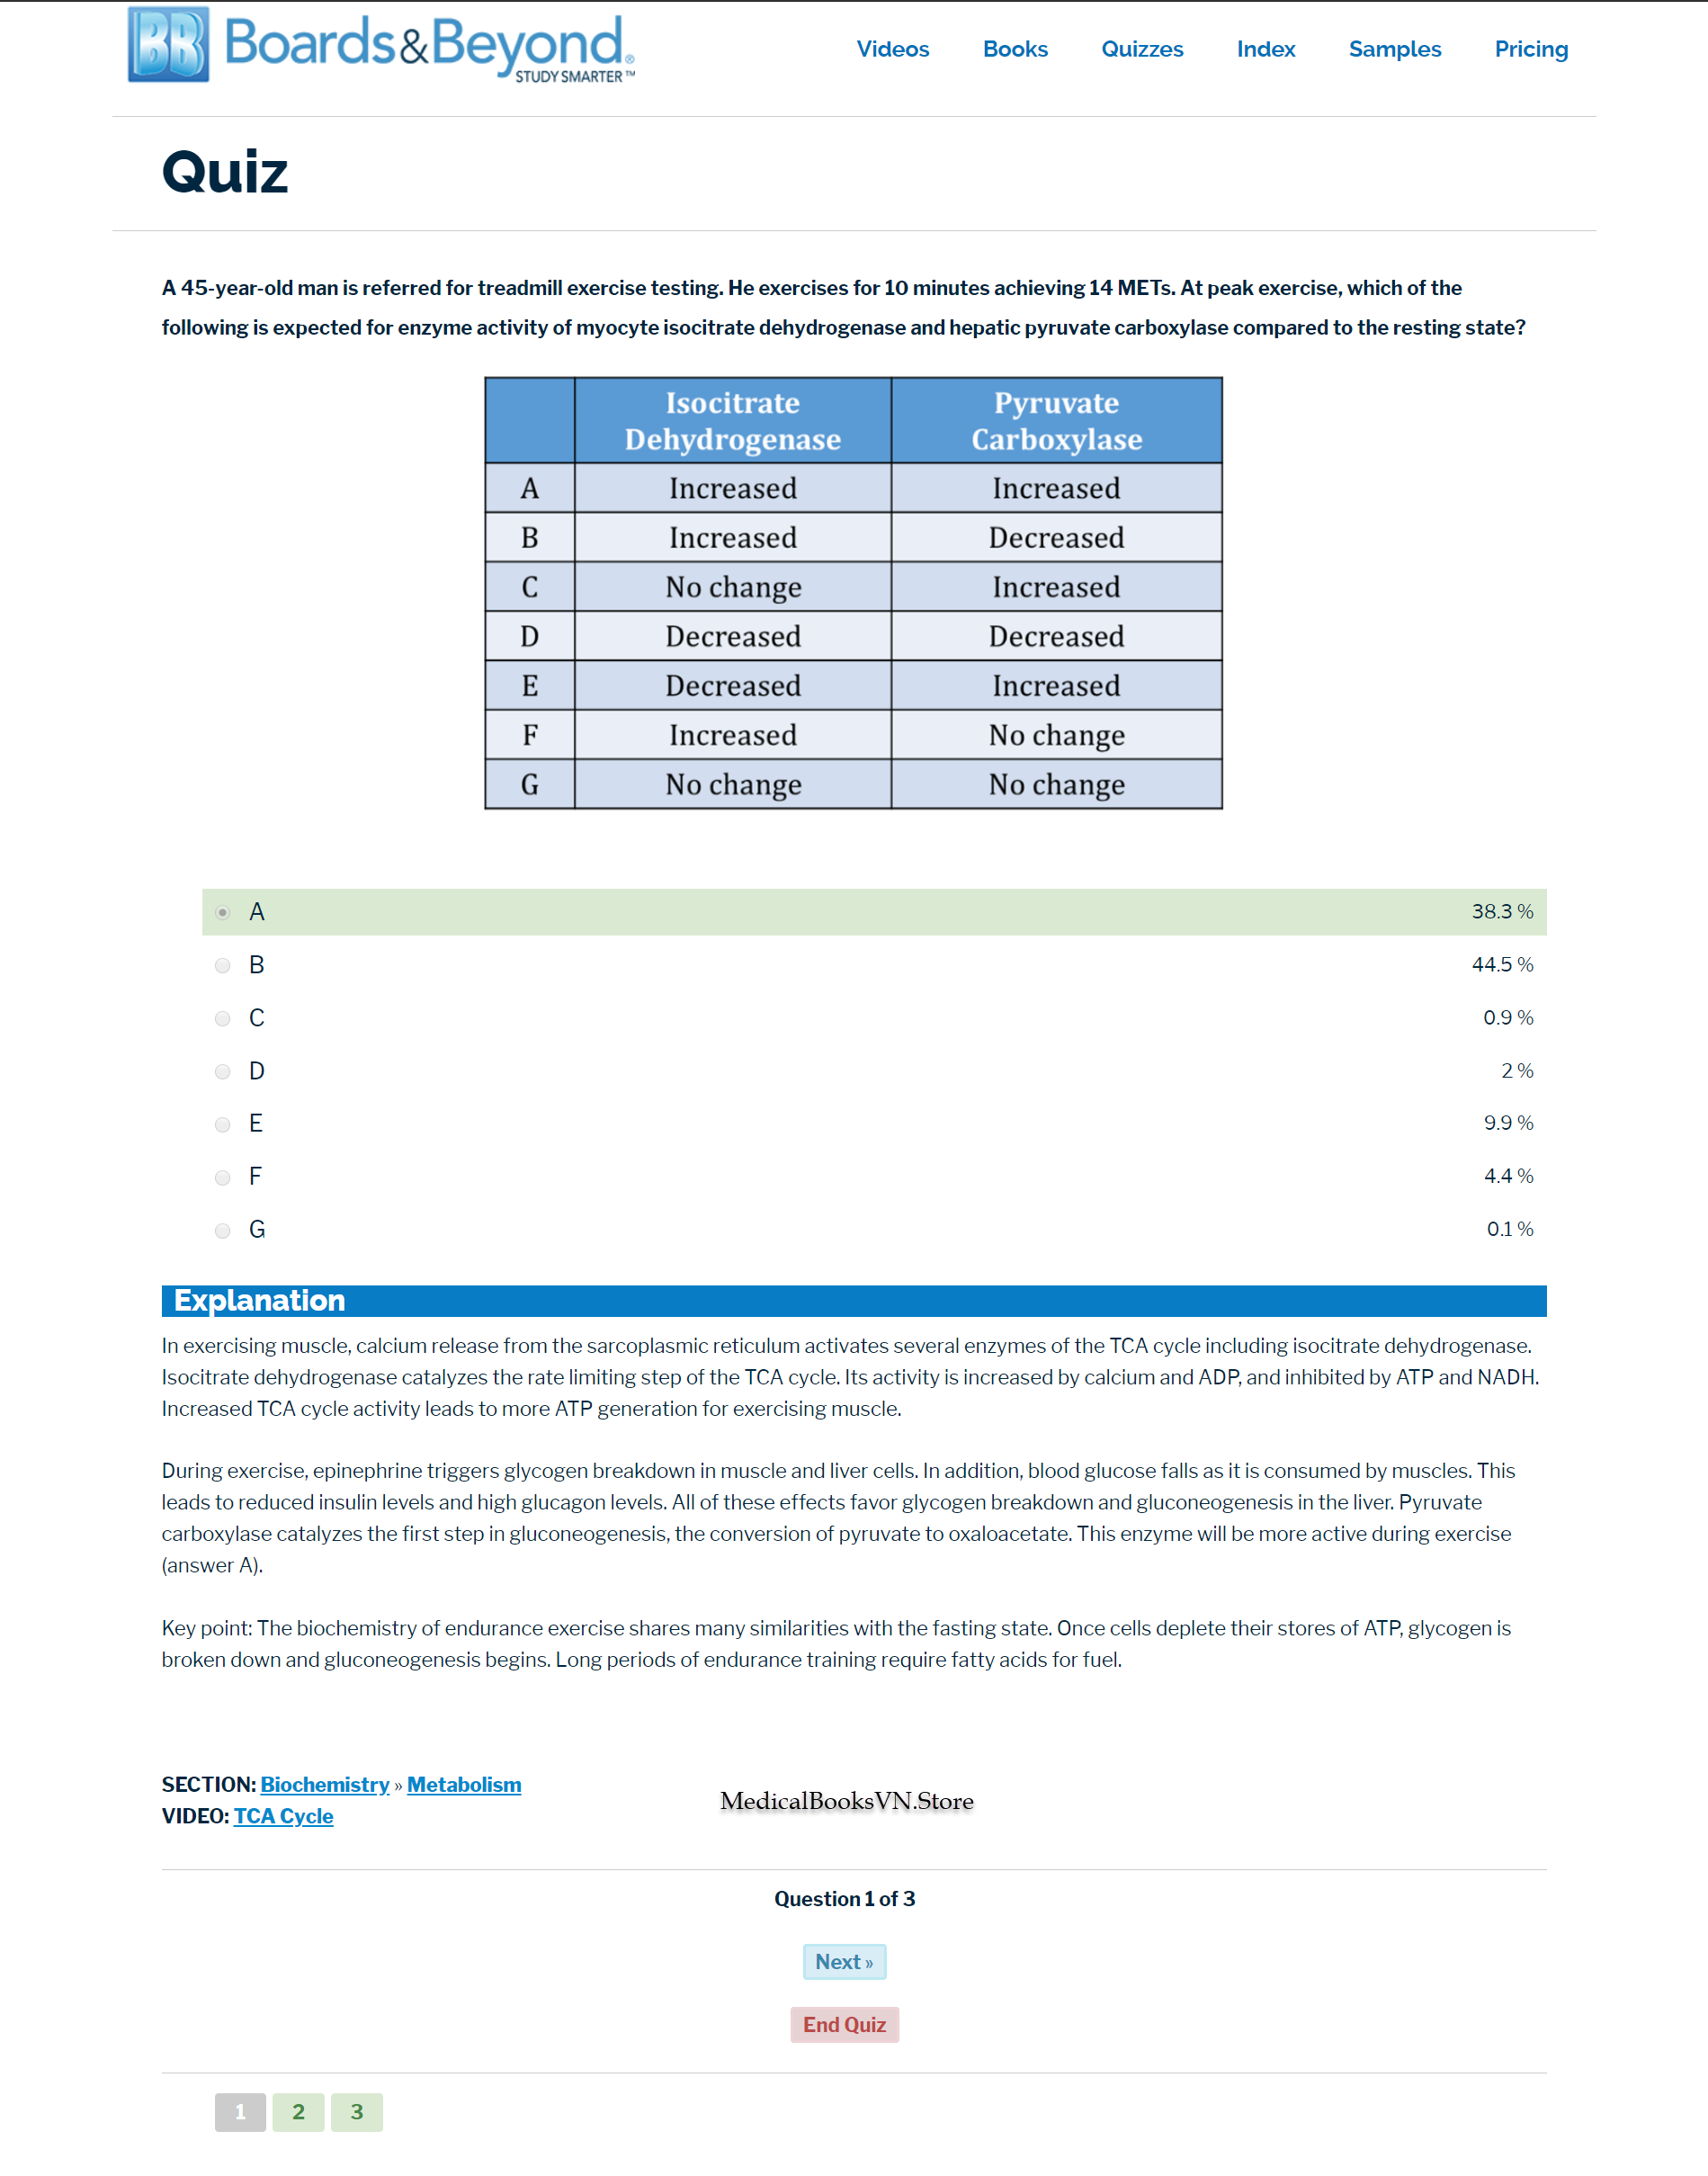 BB Boards&Beyond®
STUDY SMARTER™
Videos Books Quizzes Index Samples Pricing
Quiz
A 45-year-old man is referred for treadmill exercise testing. He exercises for 10 minutes achieving 14 METs. At peak exercise, which of the
following is expected for enzyme activity of myocyte isocitrate dehydrogenase and hepatic pyruvate carboxylase compared to the resting state?
Isocitrate Dehydrogenase Pyruvate Carboxylase
A Increased Increased
B Increased Decreased
C No change Increased
D Decreased Decreased
E Decreased Increased
F Increased No change
G No change No change
A 38.3 %
B 44.5 %
C 0.9 %
D 2 %
E 9.9 %
F 4.4 %
G 0.1 %
Explanation
In exercising muscle, calcium release from the sarcoplasmic reticulum activates several enzymes of the TCA cycle including isocitrate dehydrogenase.
Isocitrate dehydrogenase catalyzes the rate limiting step of the TCA cycle. Its activity is increased by calcium and ADP, and inhibited by ATP and NADH.
Increased TCA cycle activity leads to more ATP generation for exercising muscle.
During exercise, epinephrine triggers glycogen breakdown in muscle and liver cells. In addition, blood glucose falls as it is consumed by muscles. This
leads to reduced insulin levels and high glucagon levels. All of these effects favor glycogen breakdown and gluconeogenesis in the liver. Pyruvate
carboxylase catalyzes the first step in gluconeogenesis, the conversion of pyruvate to oxaloacetate. This enzyme will be more active during exercise
(answer A).
Key point: The biochemistry of endurance exercise shares many similarities with the fasting state. Once cells deplete their stores of ATP, glycogen is
broken down and gluconeogenesis begins. Long periods of endurance training require fatty acids for fuel.
SECTION: Biochemistry » Metabolism
VIDEO: TCA Cycle
MedicalBooksVN.Store
Question 1 of 3
Next »
End Quiz
1 2 3